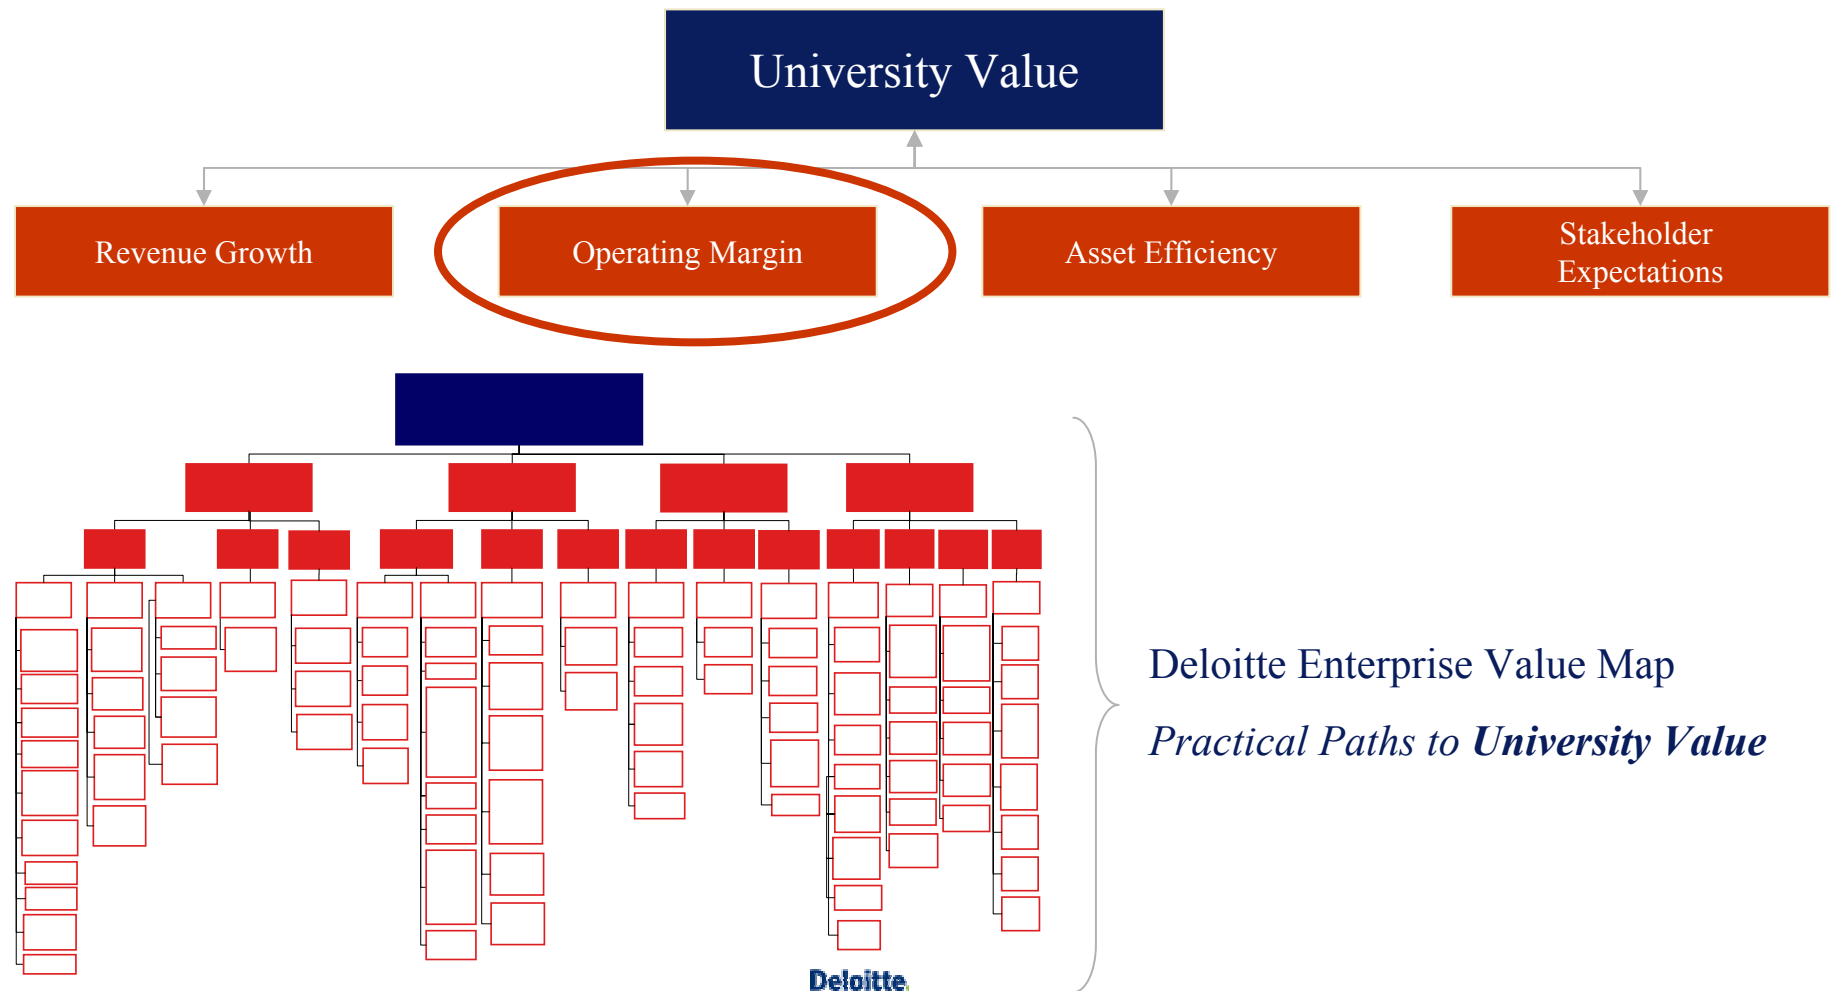 University Value
Revenue Growth
Operating Margin
Asset Efficiency
Stakeholder
Expectations
Deloitte Enterprise Value Map
Practical Paths to University Value
Deloitte.